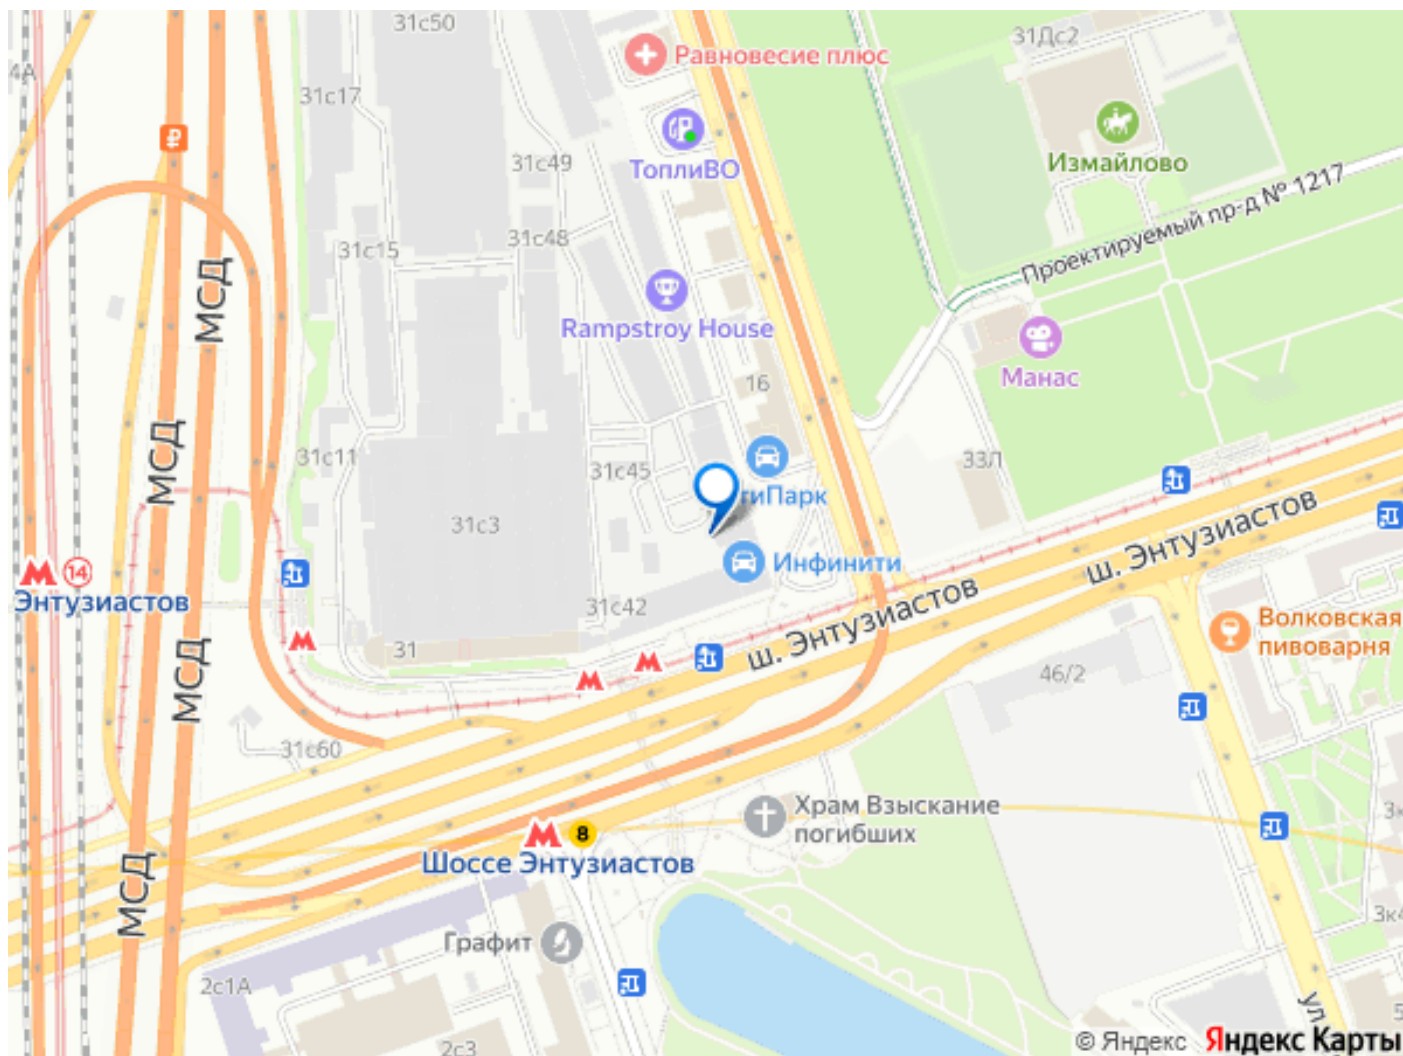 31с50
31Дс2
Равновесие плюс
4А
31с17
₽
ТоплиВО
31с49
Измайлово
Проектируемый пр-д № 1217
31с15
31с48
МСД
Rampstroy House
Манас
16
МСД
31с11
31с45
33Л
31с3
Инфинити
ш. Энтузиастов
М 14
Энтузиастов
31с42
ш. Энтузиастов
Волковская
пивоварня
М
31
М
М
46/2
МСД
31с60
Храм Взыскание
погибших
М 8
Шоссе Энтузиастов
МСД
Графит
2с1А
2с3
ул
© Яндекс Яндекс Карты